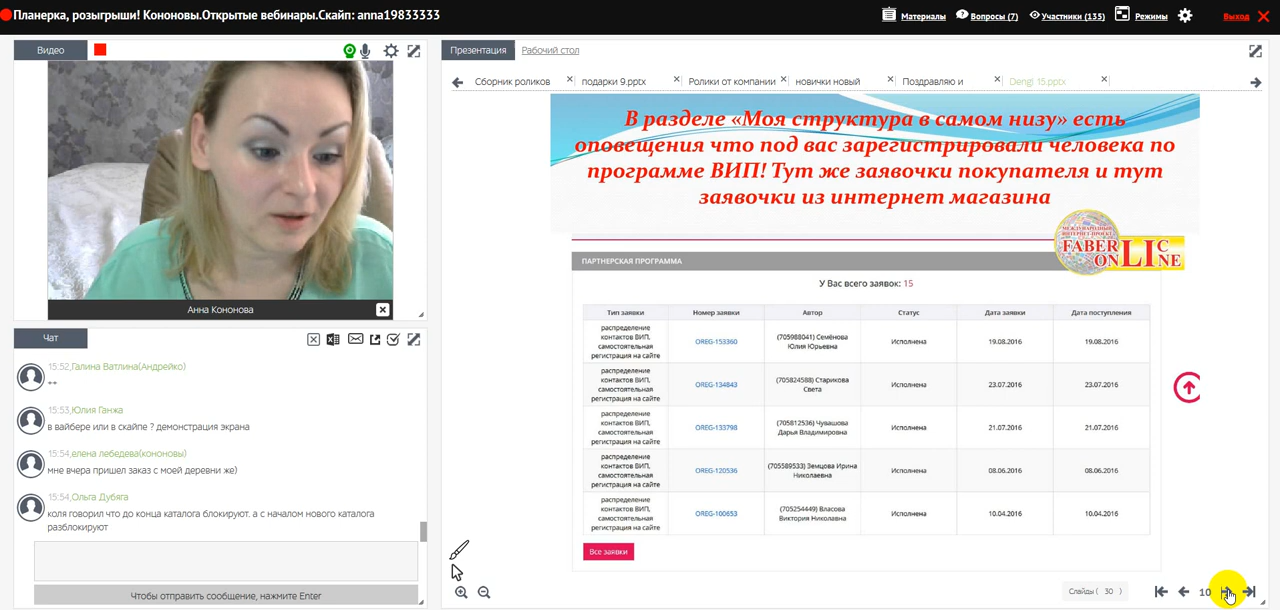 Планерка, розыгрыши! Кононовы.Открытые вебинары.Скайп: anna19833333
Материалы
Вопросы (7)
Участники (135)
Режимы
Выход
Видео
Анна Кононова
Чат
15:52,Галина Ватлина(Андрейко)
++
15:53,Юлия Ганжа
в вайбере или в скайпе ? демонстрация экрана
15:54,елена лебедева(кононовы)
мне вчера пришел заказ с моей деревни же)
15:54,Ольга Дубяга
коля говорил что до конца каталога блокируют. а с началом нового каталога
разблокируют
Чтобы отправить сообщение, нажмите Enter
Презентация
Рабочий стол
Сборник роликов
подарки 9.pptx
Ролики от компании
новички новый
Поздравляю и
Dengi 15.pptx
В разделе «Моя структура в самом низу» есть
оповещения что под вас зарегистрировали человека по
программе ВИП! Тут же заявочки покупателя и тут
заявочки из интернет магазина
МЕЖДУНАРОДНЫЙ
ИНТЕРНЕТ-ПРОЕКТ
FABERLIC
ONLINE
ПАРТНЕРСКАЯ ПРОГРАММА
У Вас всего заявок: 15
Тип заявки Номер заявки Автор Статус Дата заявки Дата поступления
распределение
контактов ВИП,
самостоятельная
регистрация на сайте
OREG-153360
(705988041) Семёнова
Юлия Юрьевна
Исполнена
19.08.2016
19.08.2016
распределение
контактов ВИП,
самостоятельная
регистрация на сайте
OREG-134843
(705824588) Старикова
Света
Исполнена
23.07.2016
23.07.2016
распределение
контактов ВИП,
самостоятельная
регистрация на сайте
OREG-133798
(705812536) Чувашова
Дарья Владимировна
Исполнена
21.07.2016
21.07.2016
распределение
контактов ВИП,
самостоятельная
регистрация на сайте
OREG-120536
(705589533) Земцова Ирина
Николаевна
Исполнена
08.06.2016
08.06.2016
распределение
контактов ВИП,
самостоятельная
регистрация на сайте
OREG-100653
(705254449) Власова
Виктория Николаевна
Исполнена
10.04.2016
10.04.2016
Все заявки
Слайды ( 30 )
10